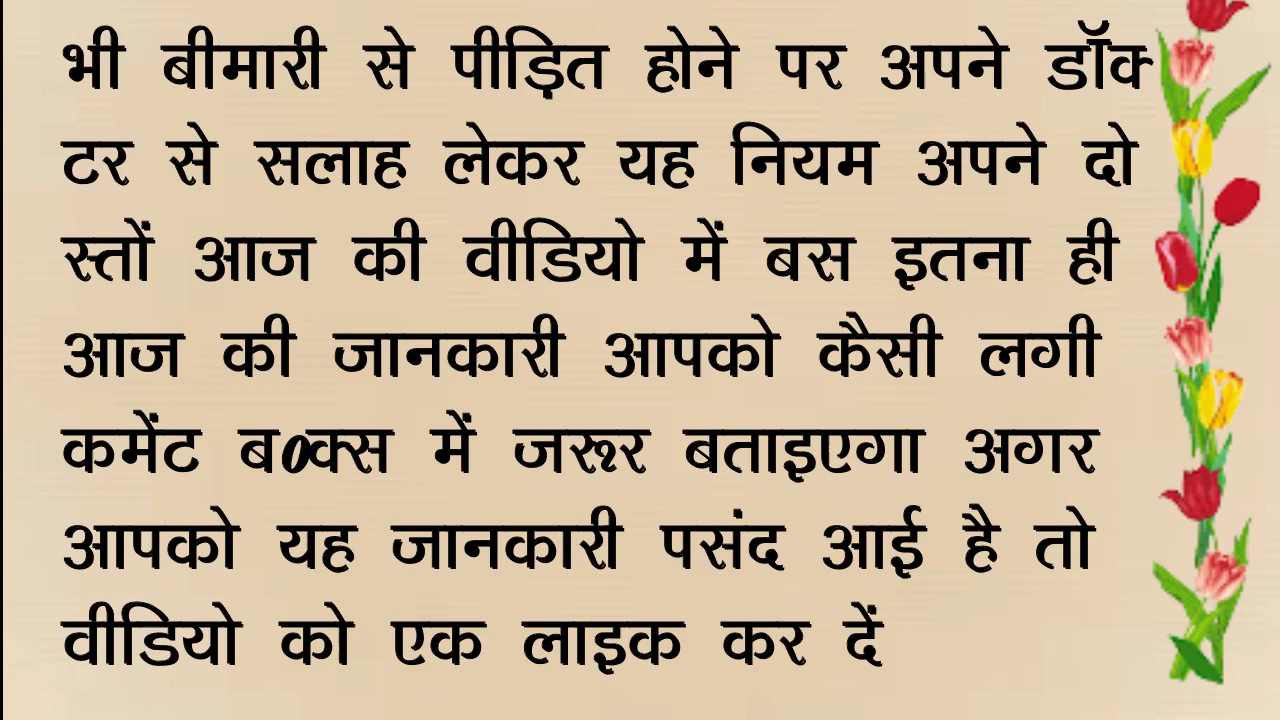 भी बीमारी से पीड़ित होने पर अपने डॉक
टर से सलाह लेकर यह नियम अपने दो
स्तों आज की वीडियो में बस इतना ही
आज की जानकारी आपको कैसी लगी
कमेंट ब0क्स में जरूर बताइएगा अगर
आपको यह जानकारी पसंद आई है तो
वीडियो को एक लाइक कर दें